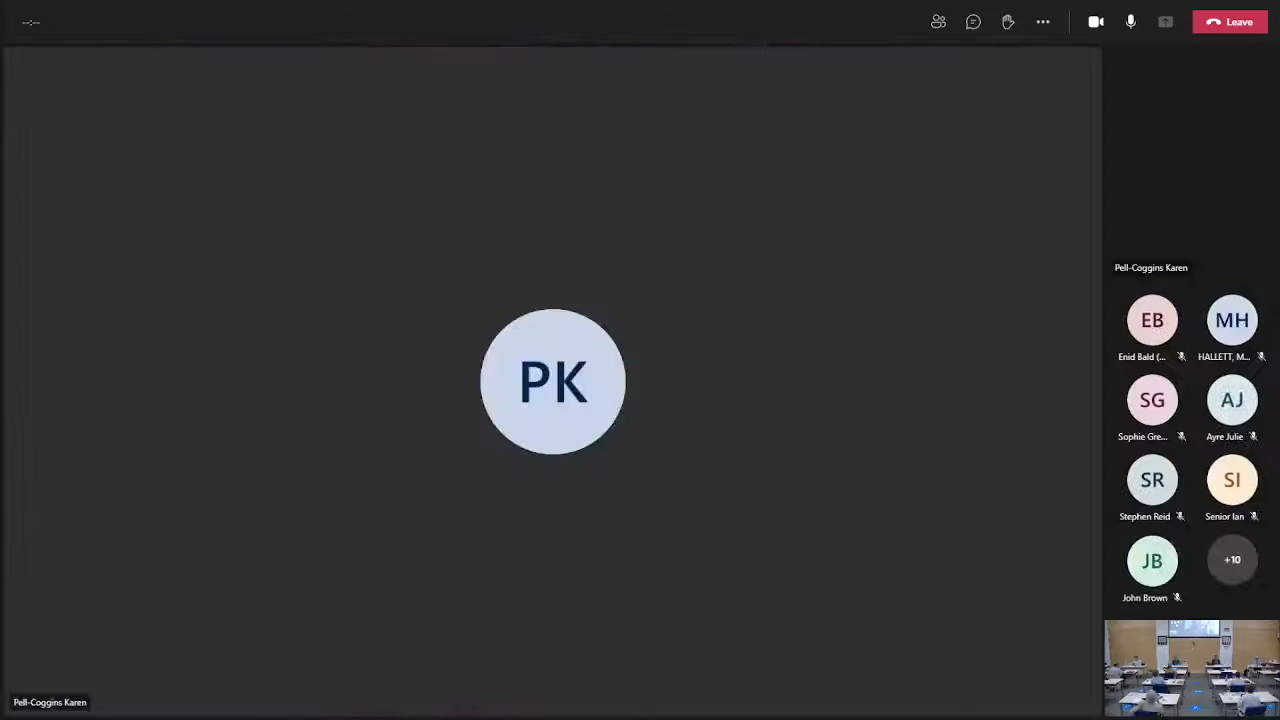 --:--
Leave
PK
Pell-Coggins Karen
Pell-Coggins Karen
EB
MH
Enid Bald (...
HALLETT, M...
SG
AJ
Sophie Gre...
Ayre Julie
SR
SI
Stephen Reid
Senior Ian
JB
+10
John Brown